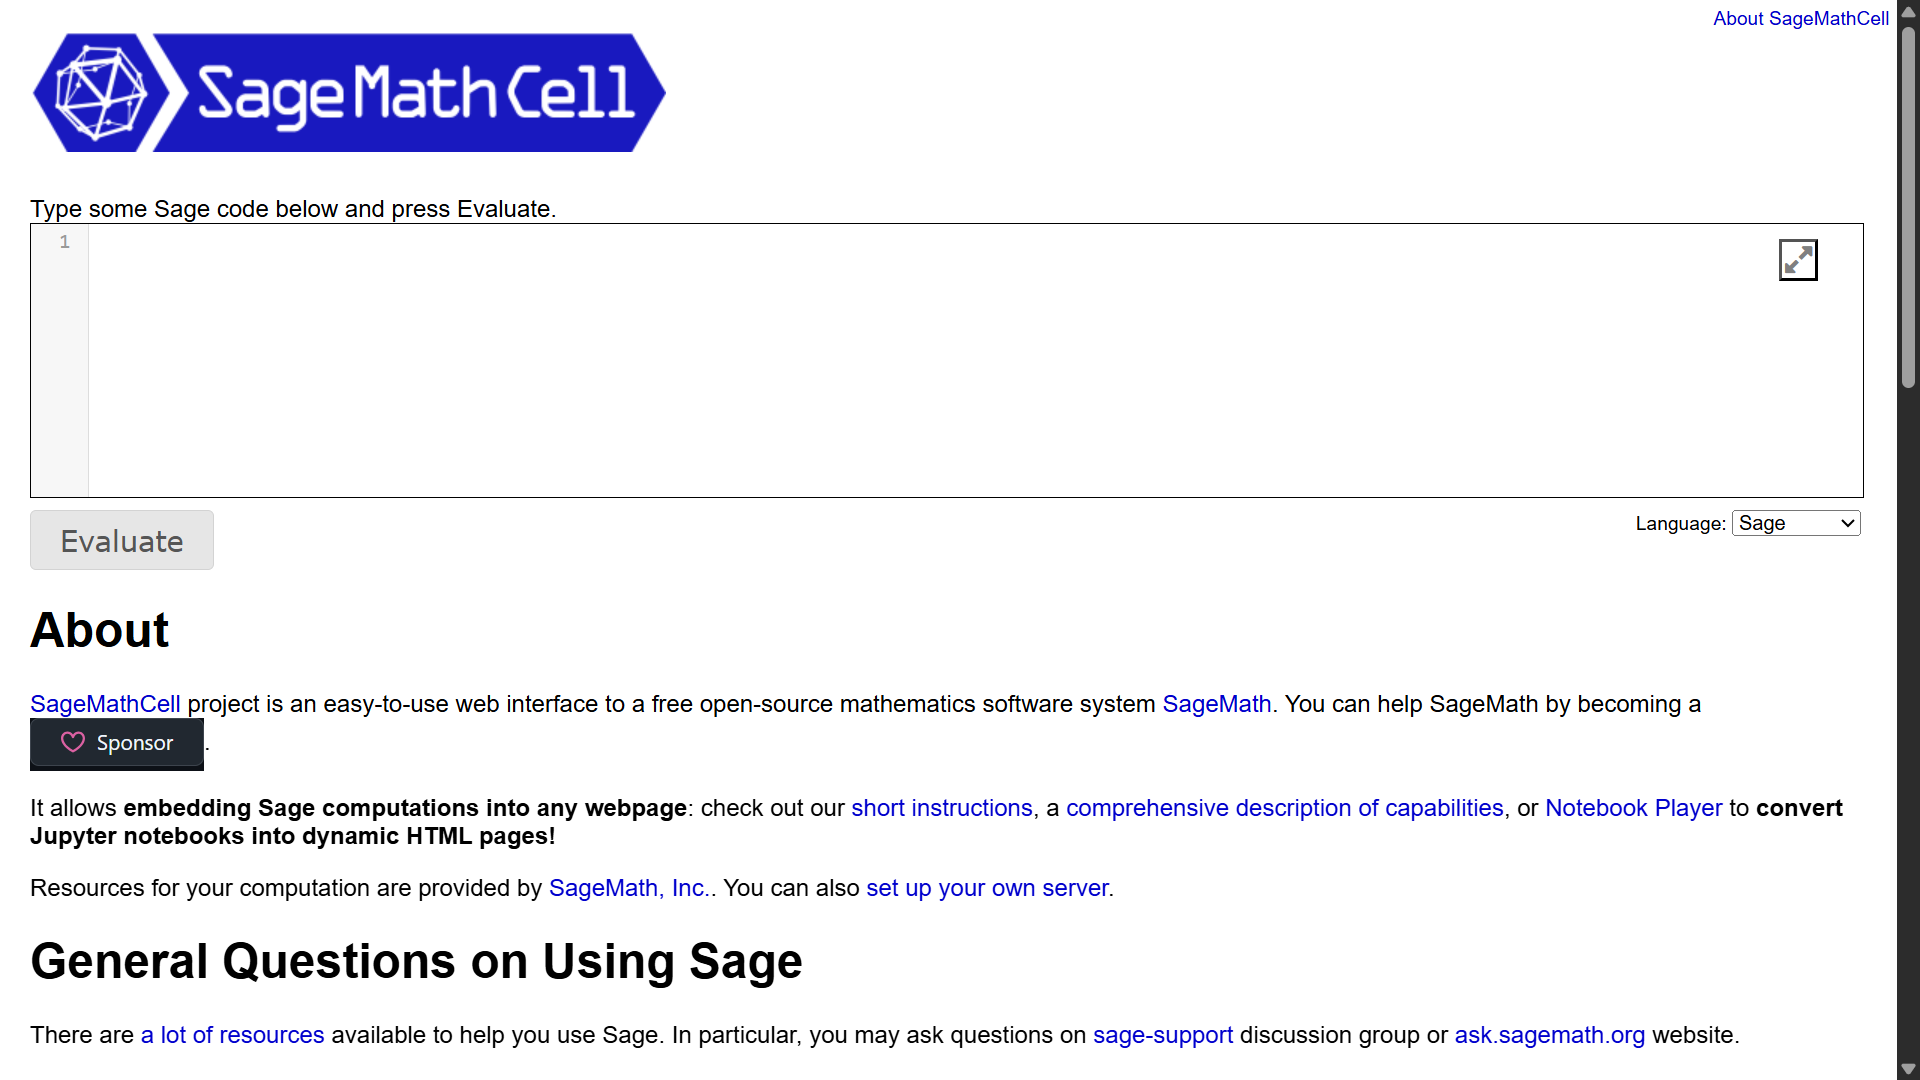 About SageMathCell
SageMathCell
Type some Sage code below and press Evaluate.
1
Evaluate
Language: Sage
About
SageMathCell project is an easy-to-use web interface to a free open-source mathematics software system SageMath. You can help SageMath by becoming a
Sponsor.
It allows embedding Sage computations into any webpage: check out our short instructions, a comprehensive description of capabilities, or Notebook Player to convert
Jupyter notebooks into dynamic HTML pages!
Resources for your computation are provided by SageMath, Inc.. You can also set up your own server.
General Questions on Using Sage
There are a lot of resources available to help you use Sage. In particular, you may ask questions on sage-support discussion group or ask.sagemath.org website.